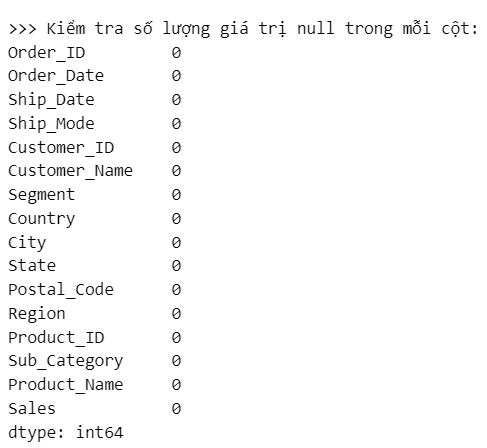 >>> Kiểm tra số lượng giá trị null trong mỗi cột:
Order_ID 0
Order_Date 0
Ship_Date 0
Ship_Mode 0
Customer_ID 0
Customer_Name 0
Segment 0
Country 0
City 0
State 0
Postal_Code 0
Region 0
Product_ID 0
Sub_Category 0
Product_Name 0
Sales 0
dtype: int64